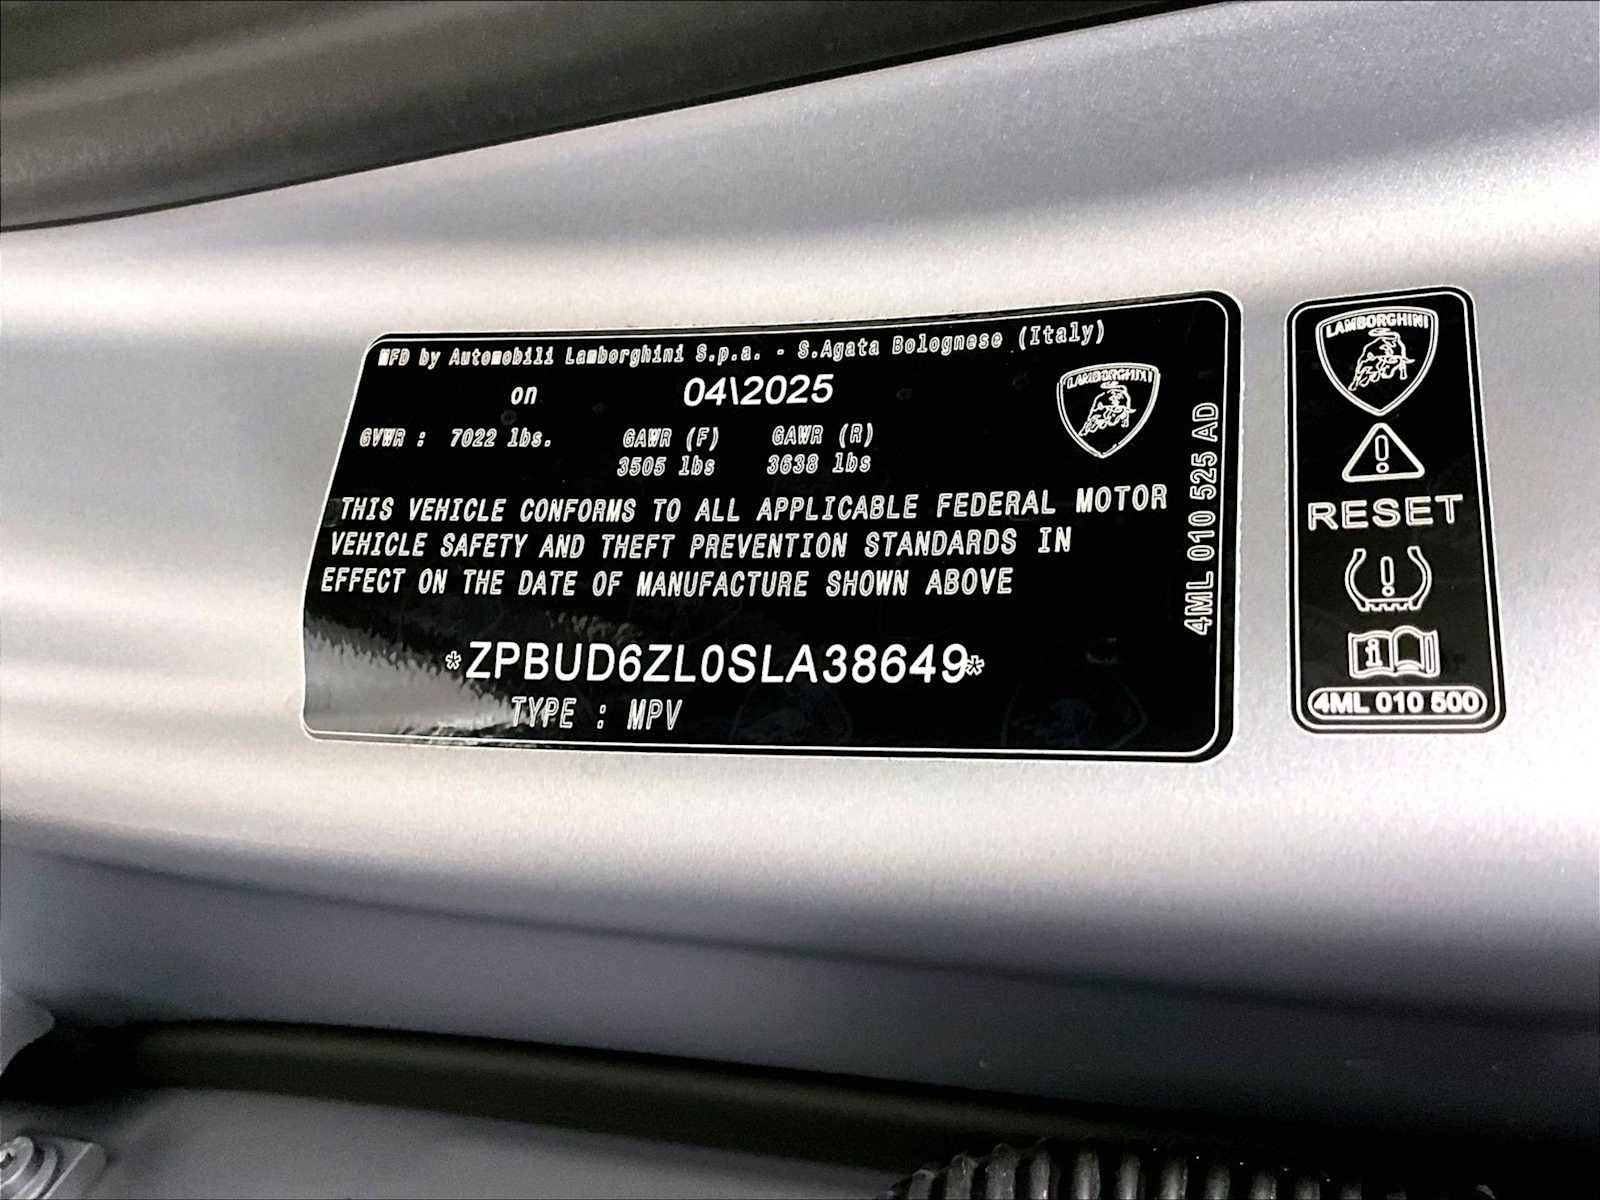 MFD by Automobili Lamborghini S.p.a. - S.Agata Bolognese (Italy)
on 04\2025
GVWR : 7022 lbs. GAWR (F) GAWR (R)
3505 lbs 3638 lbs
THIS VEHICLE CONFORMS TO ALL APPLICABLE FEDERAL MOTOR
VEHICLE SAFETY AND THEFT PREVENTION STANDARDS IN
EFFECT ON THE DATE OF MANUFACTURE SHOWN ABOVE
*ZPBUD6ZL0SLA38649*
TYPE : MPV
LAMBORGHINI
4ML 010 525 AD
LAMBORGHINI
RESET
4ML 010 500